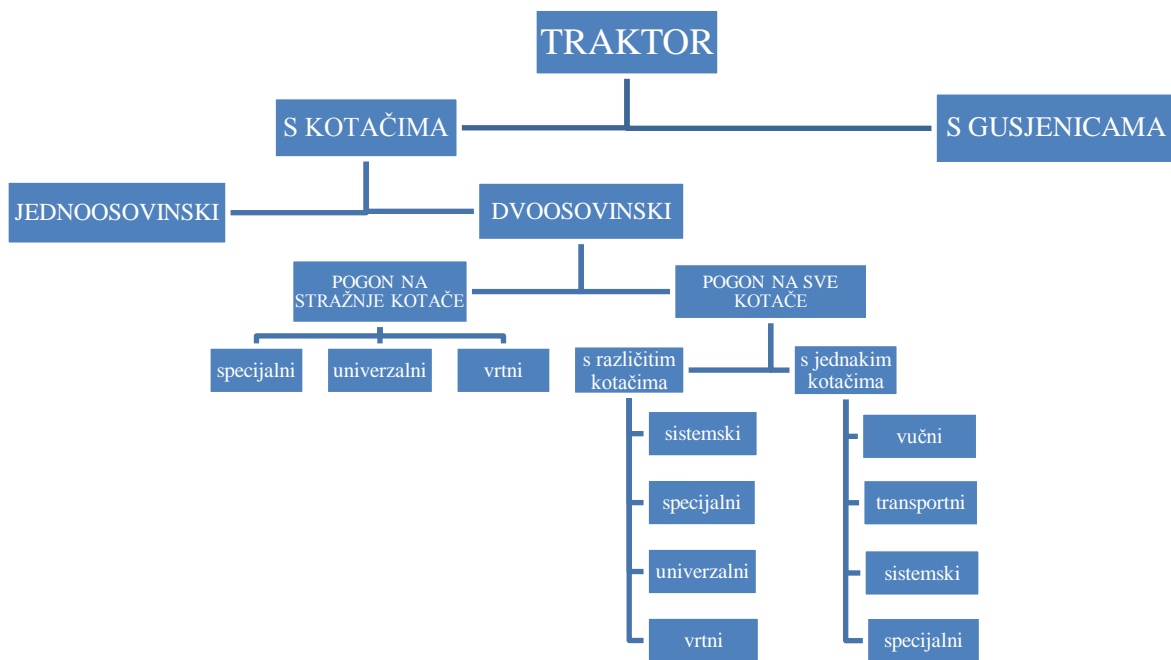 TRAKTOR
S KOTAČIMA
S GUSJENICAMA
JEDNOOSOVINSKI
DVOOSOVINSKI
POGON NA
STRAŽNJE KOTAČE
POGON NA SVE
KOTAČE
specijalni
univerzalni
vrtni
s različitim
kotačima
s jednakim
kotačima
sistemski
specijalni
univerzalni
vrtni
vučni
transportni
sistemski
specijalni